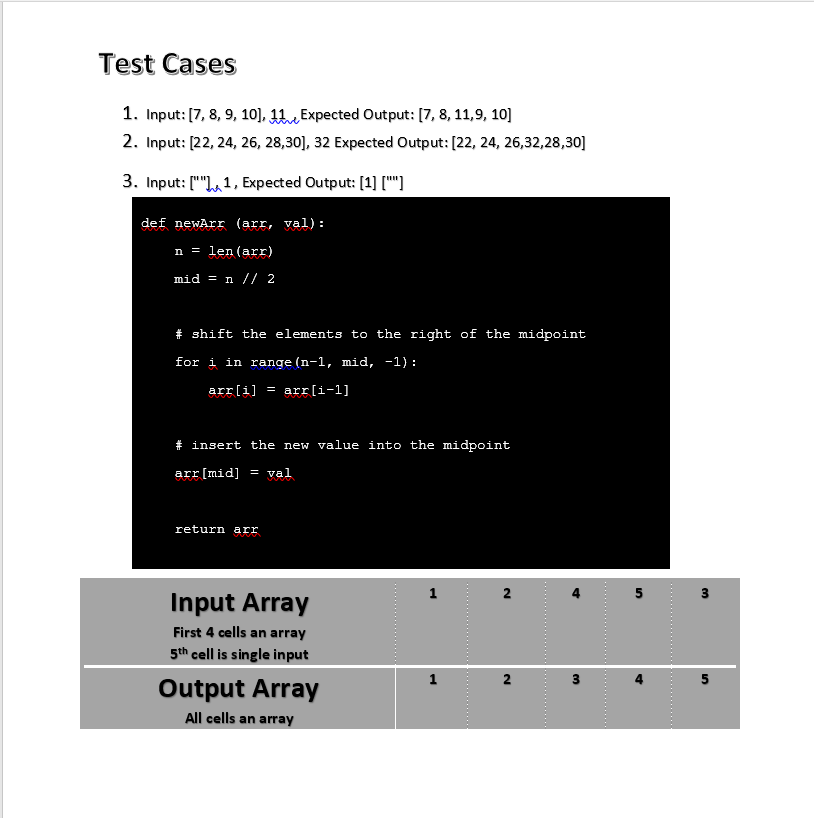 Test Cases
1. Input: [7, 8, 9, 10], 11 , Expected Output: [7, 8, 11,9, 10]
2. Input: [22, 24, 26, 28,30], 32 Expected Output: [22, 24, 26,32,28,30]
3. Input: [""] , 1 , Expected Output: [1] [""]
def newArr (arr, val):
n = len(arr)
mid = n // 2
# shift the elements to the right of the midpoint
for i in range(n-1, mid, -1):
arr[i] = arr[i-1]
# insert the new value into the midpoint
arr[mid] = val
return arr
Input Array 1 2 4 5 3
First 4 cells an array
5th cell is single input
Output Array 1 2 3 4 5
All cells an array